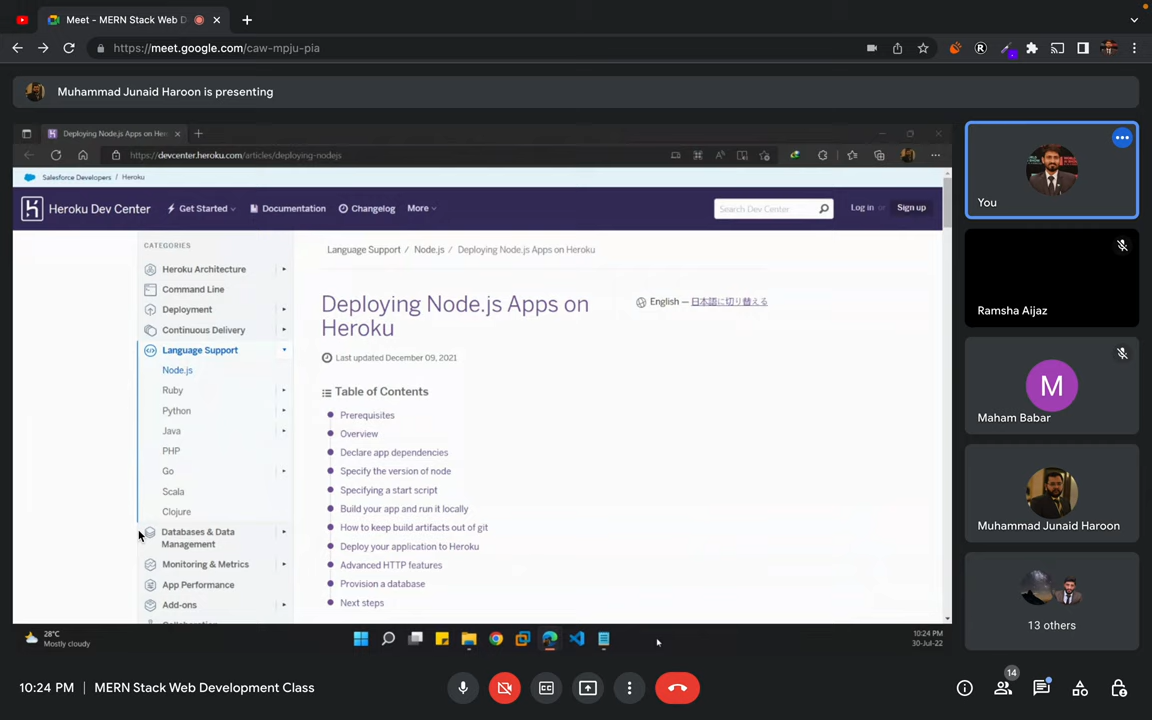 Meet - MERN Stack Web D
https://meet.google.com/caw-mpju-pia
Muhammad Junaid Haroon is presenting
Deploying Node.js Apps on Her
https://devcenter.heroku.com/articles/deploying-nodejs
Salesforce Developers / Heroku
Heroku Dev Center
Get Started
Documentation
Changelog
More
Search Dev Center
Log in or Sign up
CATEGORIES
Heroku Architecture
Command Line
Deployment
Continuous Delivery
Language Support
Node.js
Ruby
Python
Java
PHP
Go
Scala
Clojure
Databases & Data
Management
Monitoring & Metrics
App Performance
Add-ons
Language Support / Node.js / Deploying Node.js Apps on Heroku
Deploying Node.js Apps on
Heroku
English — 日本語に切り替える
Last updated December 09, 2021
Table of Contents
Prerequisites
Overview
Declare app dependencies
Specify the version of node
Specifying a start script
Build your app and run it locally
How to keep build artifacts out of git
Deploy your application to Heroku
Advanced HTTP features
Provision a database
Next steps
28°C
Mostly cloudy
10:24 PM
30-Jul-22
You
Ramsha Aijaz
M
Maham Babar
Muhammad Junaid Haroon
13 others
10:24 PM | MERN Stack Web Development Class
14